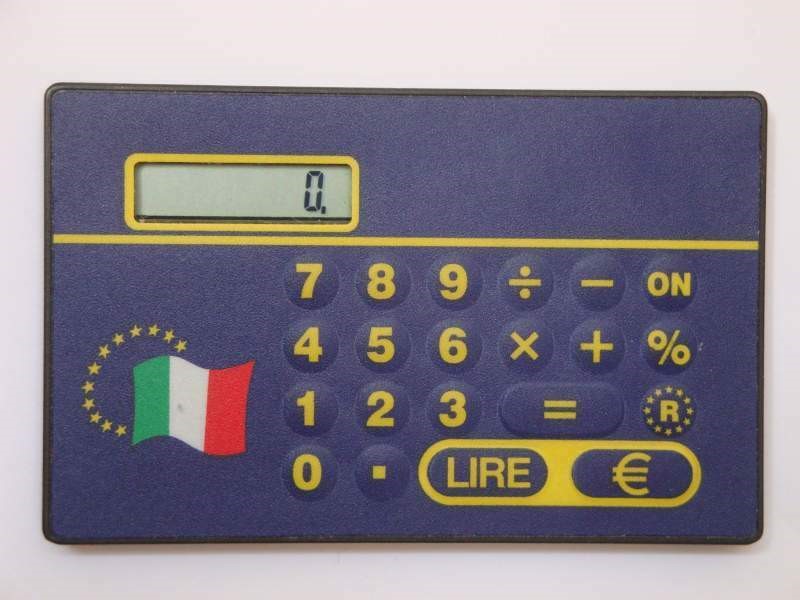 0.
7 8 9 ÷ − ON
4 5 6 × + %
1 2 3 = R
0 . LIRE €